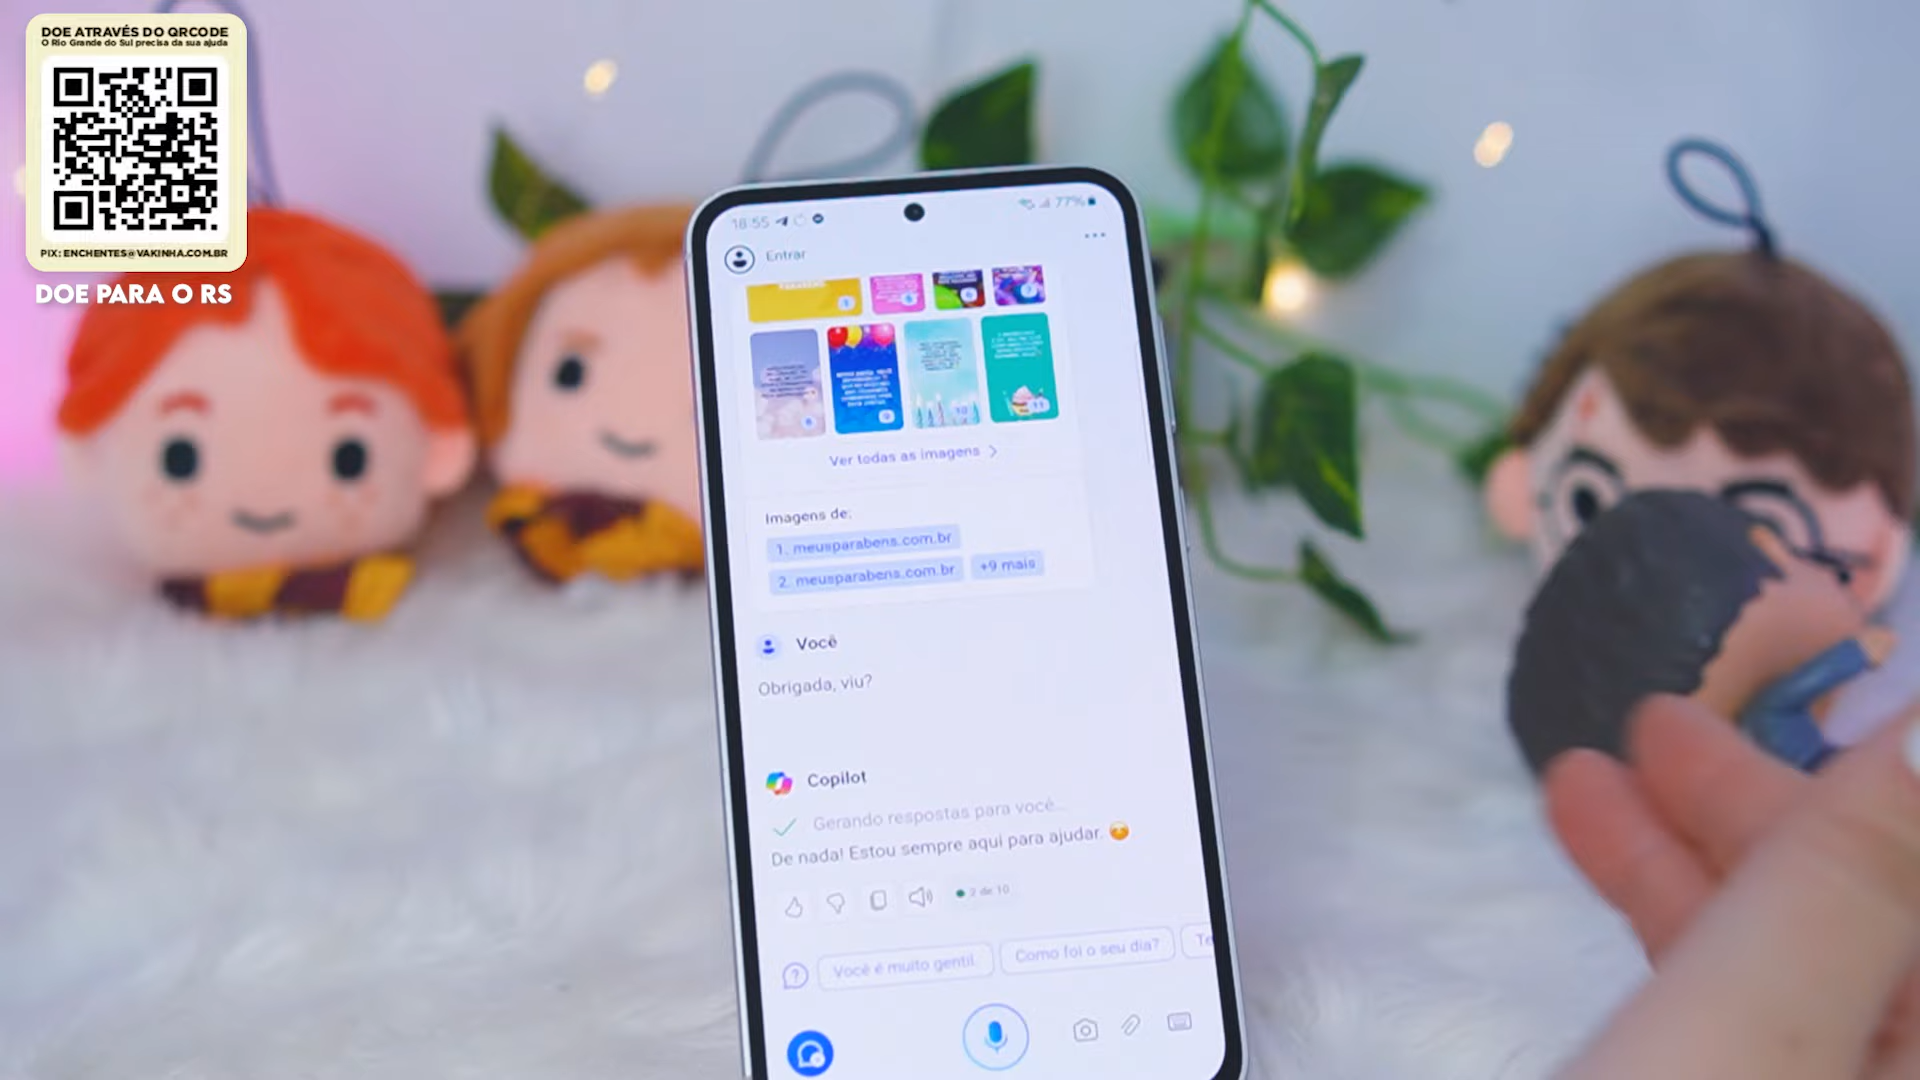 DOE ATRAVÉS DO QRCODE
O Rio Grande do Sul precisa da sua ajuda
PIX: ENCHENTES@VAKINHA.COM.BR
DOE PARA O RS
18:55
77%
Entrar
Ver todas as imagens
Imagens de:
1. meusparabens.com.br
2. meusparabens.com.br
+9 mais
Você
Obrigada, viu?
Copilot
Gerando respostas para você...
De nada! Estou sempre aqui para ajudar.
2 de 10
Você é muito gentil.
Como foi o seu dia?
Te